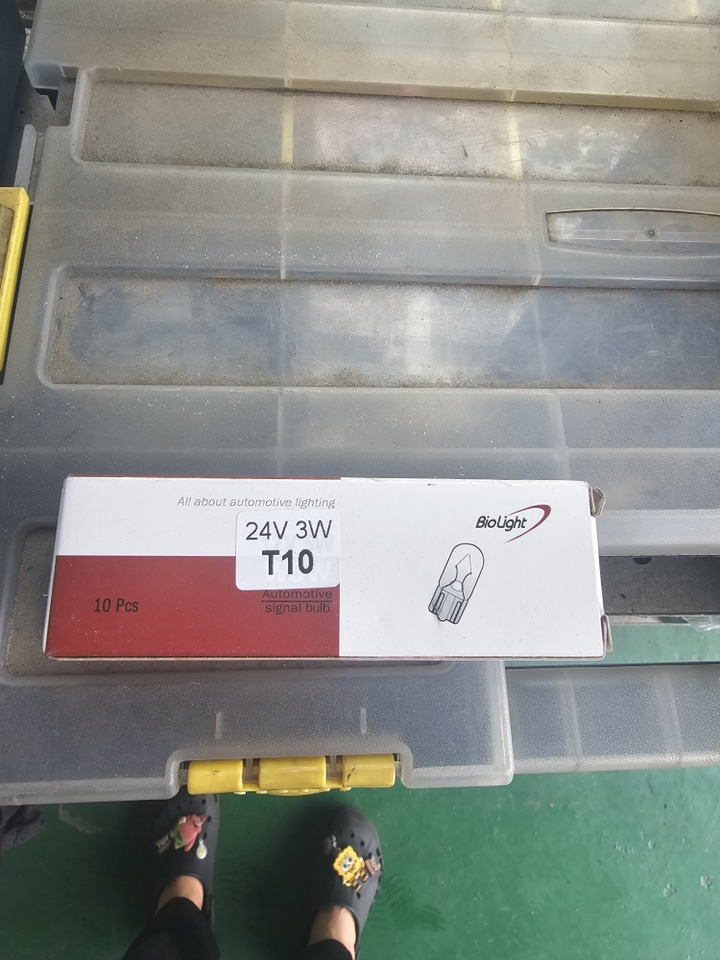 All about automotive lighting
24V 3W
T10
Automotive
signal bulb
10 Pcs
BioLight